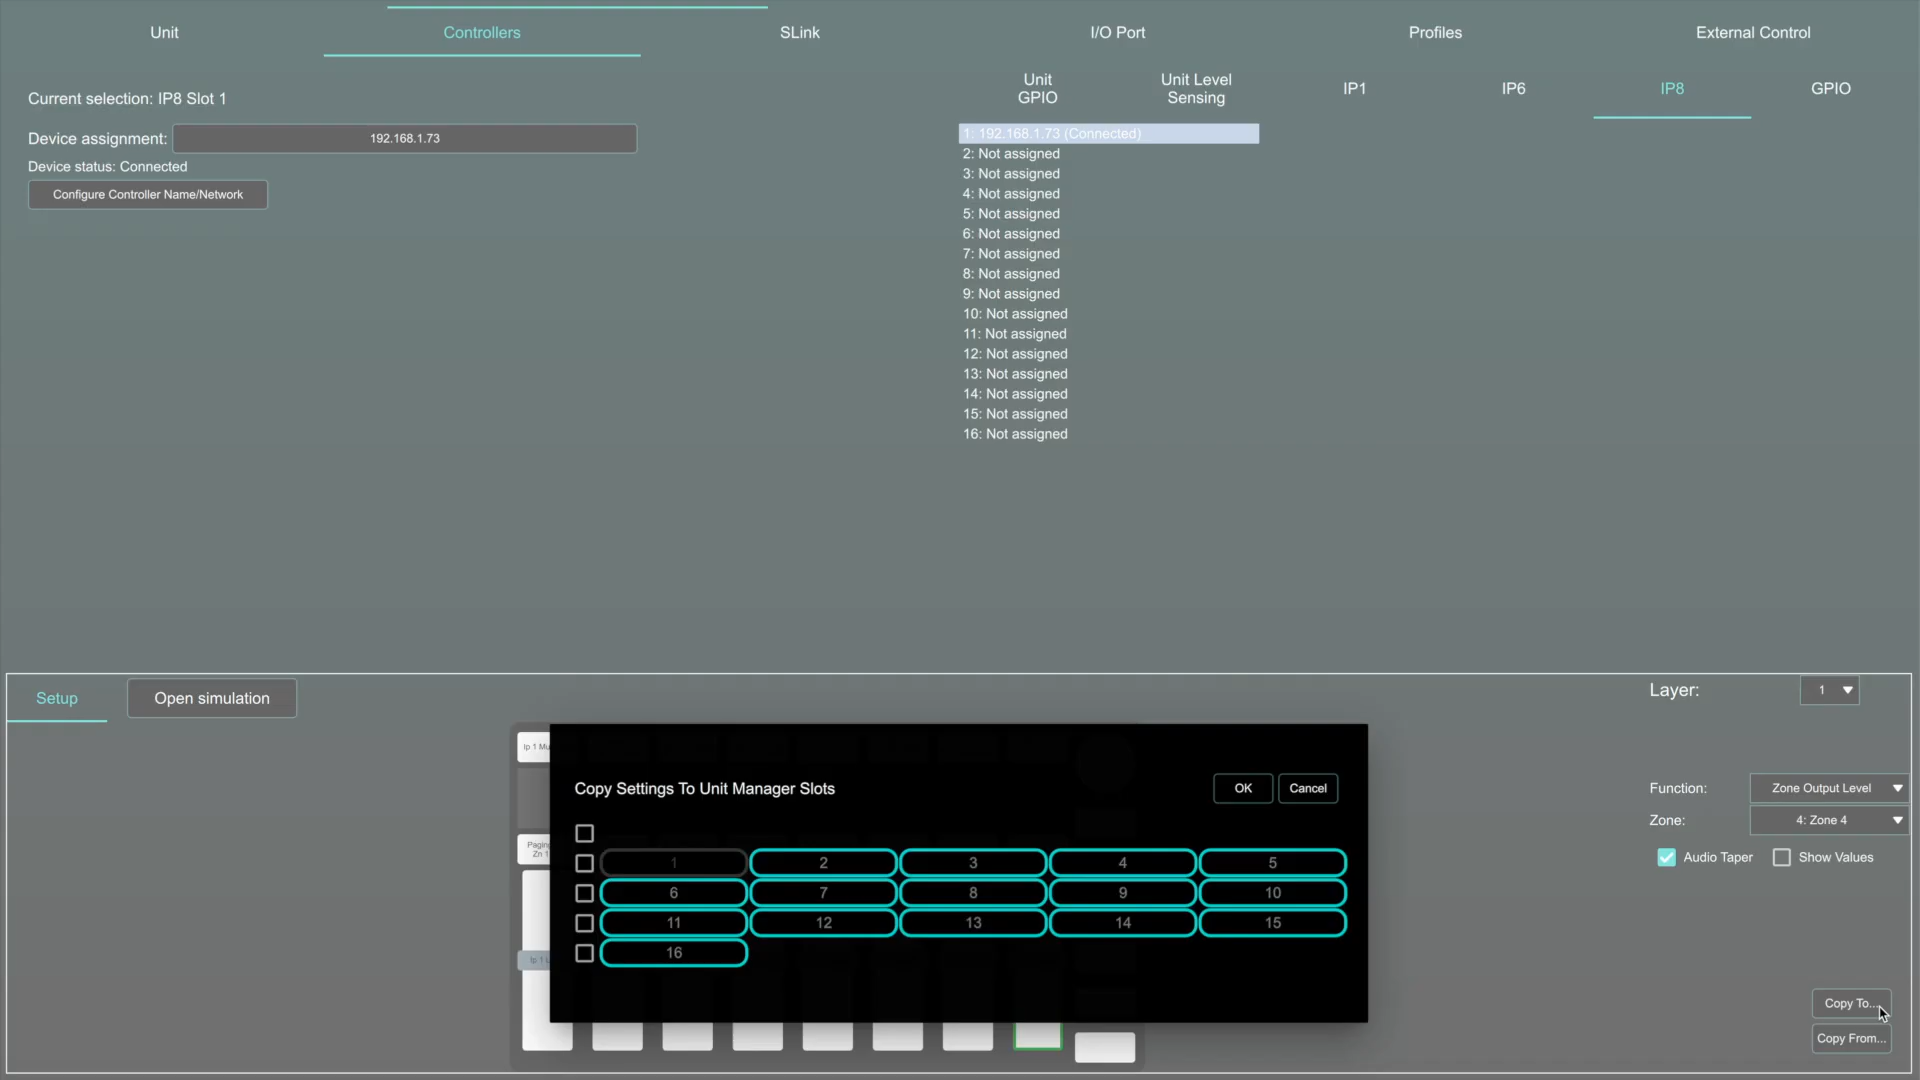 Unit
Controllers
SLink
I/O Port
Profiles
External Control
Current selection: IP8 Slot 1
Unit
GPIO
Unit Level
Sensing
IP1
IP6
IP8
GPIO
Device assignment:
192.168.1.73
Device status: Connected
Configure Controller Name/Network
1: 192.168.1.73 (Connected)
2: Not assigned
3: Not assigned
4: Not assigned
5: Not assigned
6: Not assigned
7: Not assigned
8: Not assigned
9: Not assigned
10: Not assigned
11: Not assigned
12: Not assigned
13: Not assigned
14: Not assigned
15: Not assigned
16: Not assigned
Setup
Open simulation
Layer:
1
Ip 1 Mu
Copy Settings To Unit Manager Slots
OK
Cancel
Function:
Zone Output Level
Zone:
4: Zone 4
Audio Taper
Show Values
Paging
Zn 1
1 2 3 4 5
6 7 8 9 10
11 12 13 14 15
16
Ip 1
Copy To...
Copy From...